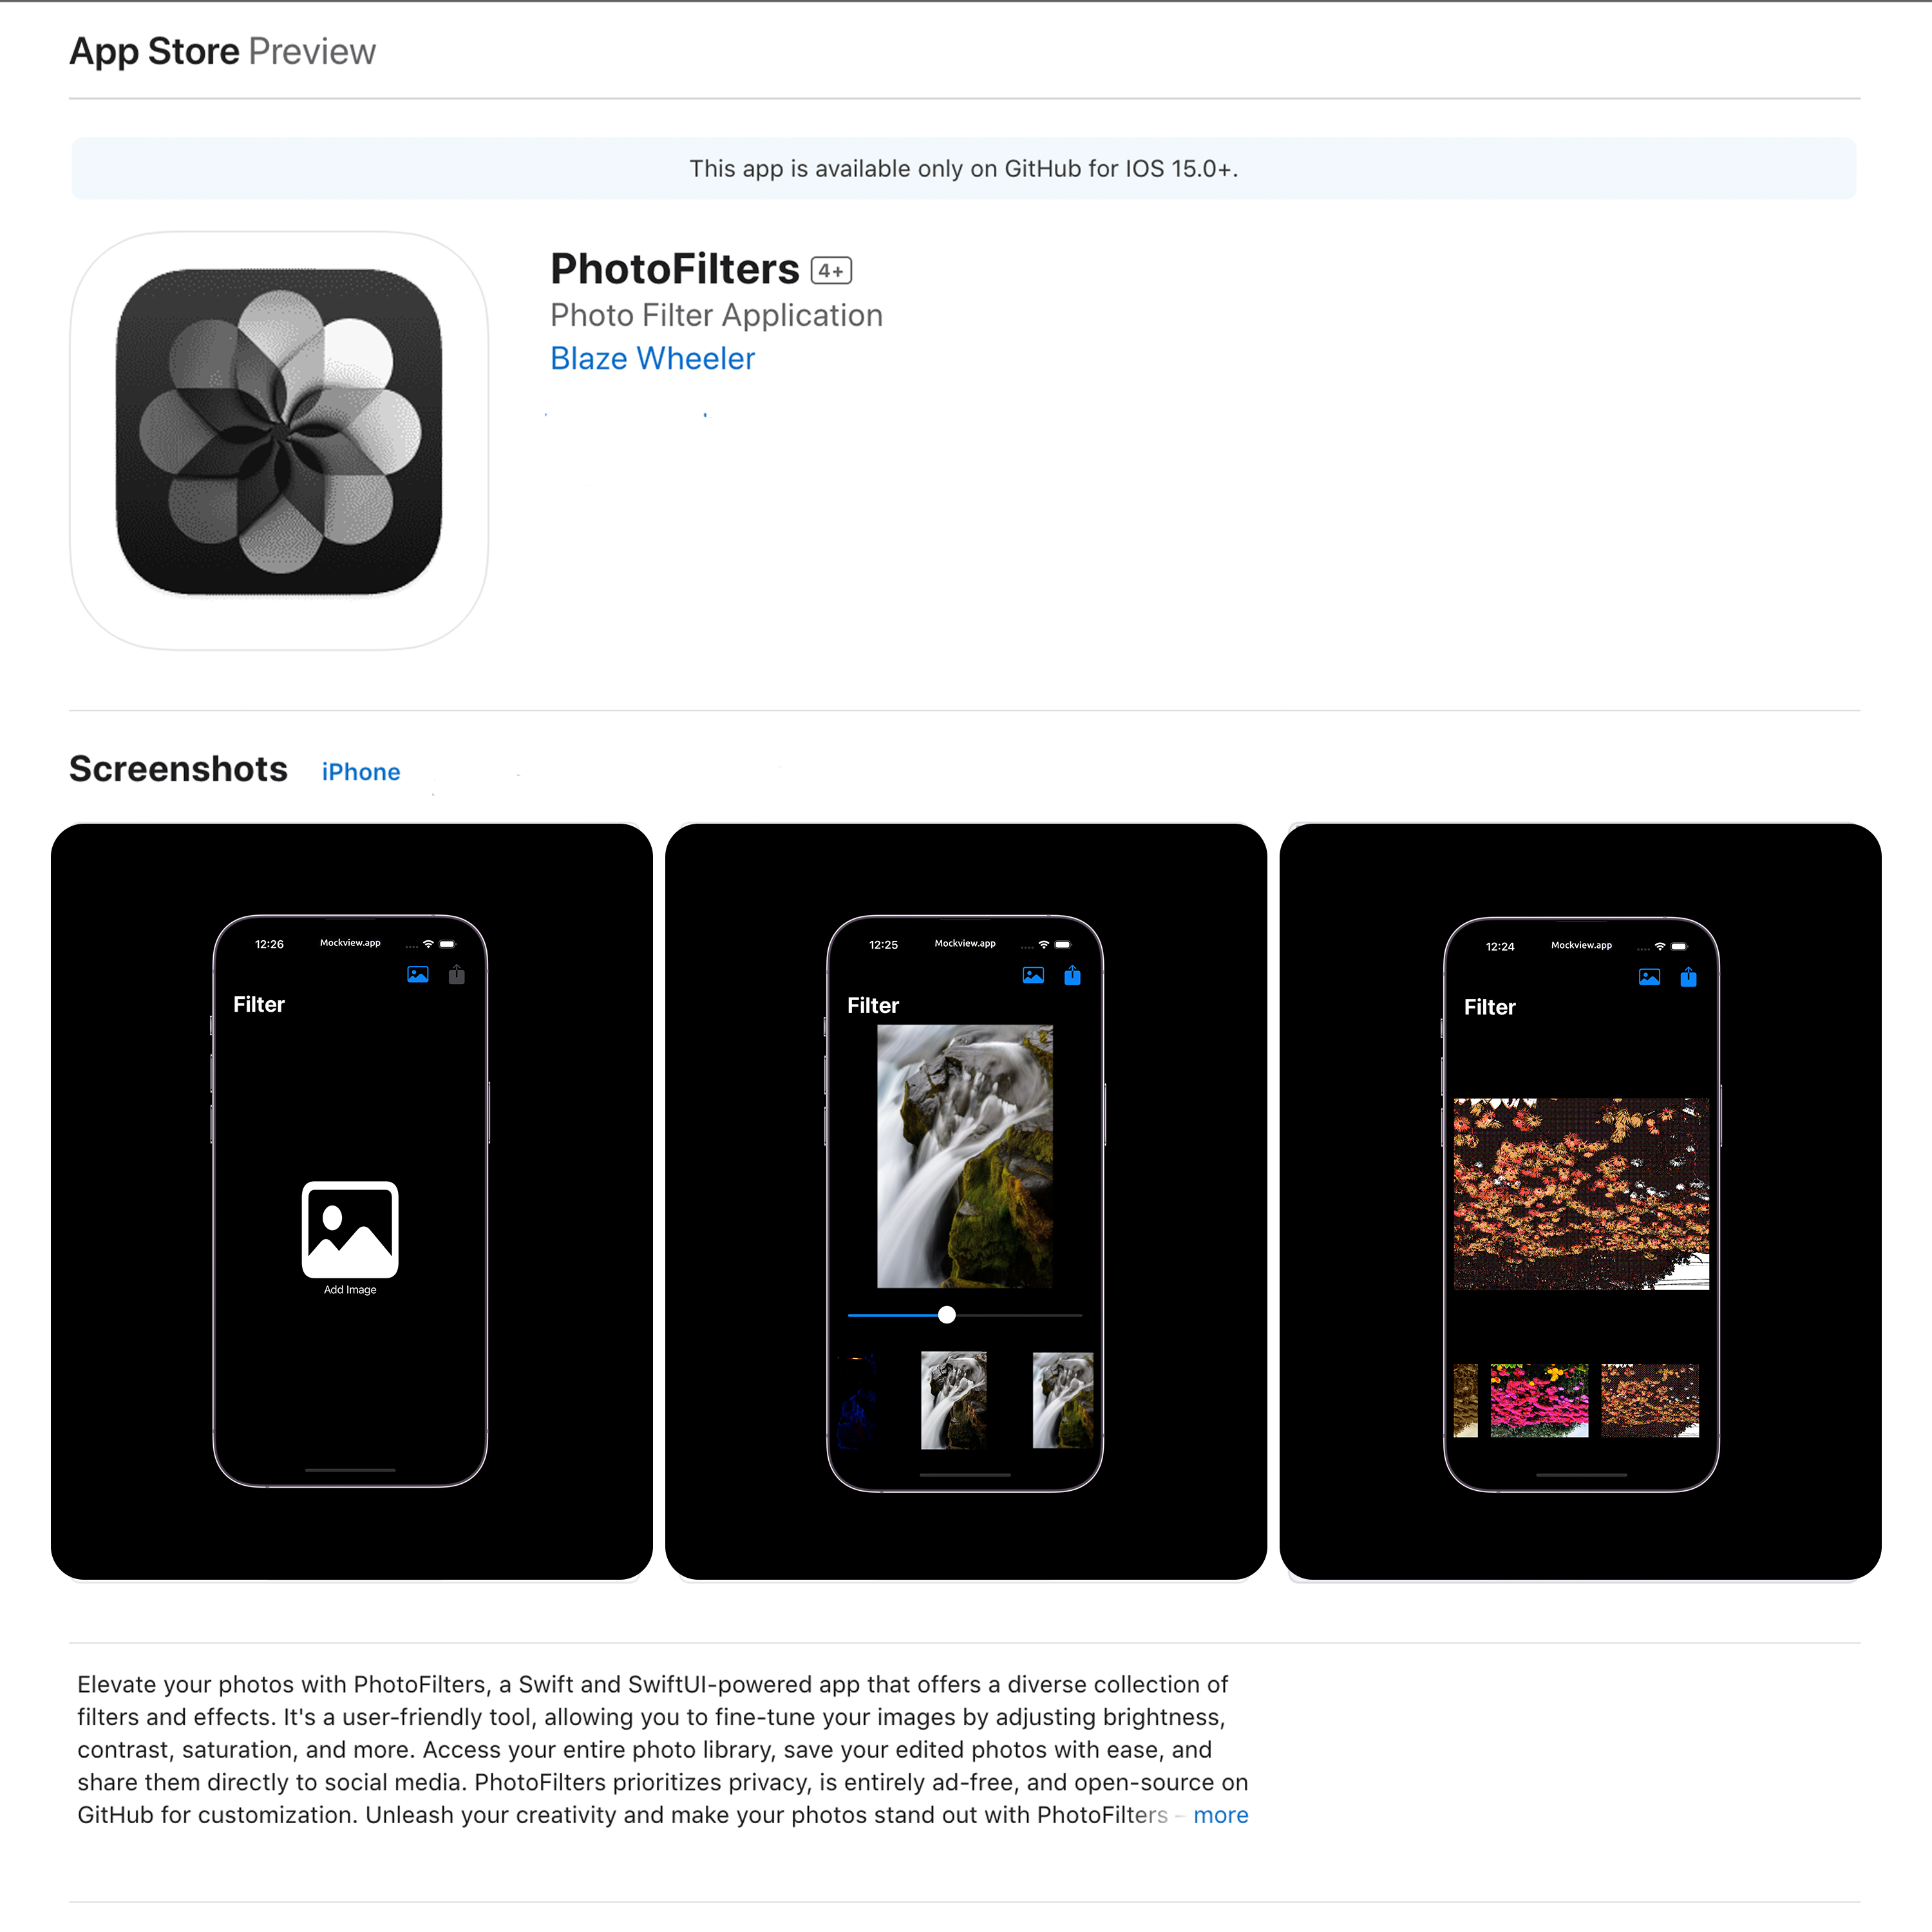 App Store Preview
This app is available only on GitHub for IOS 15.0+.
PhotoFilters 4+
Photo Filter Application
Blaze Wheeler
Screenshots iPhone
12:26 Mockview.app
Filter
Add Image
12:25 Mockview.app
Filter
12:24 Mockview.app
Filter
Elevate your photos with PhotoFilters, a Swift and SwiftUI-powered app that offers a diverse collection of
filters and effects. It's a user-friendly tool, allowing you to fine-tune your images by adjusting brightness,
contrast, saturation, and more. Access your entire photo library, save your edited photos with ease, and
share them directly to social media. PhotoFilters prioritizes privacy, is entirely ad-free, and open-source on
GitHub for customization. Unleash your creativity and make your photos stand out with PhotoFilters – more